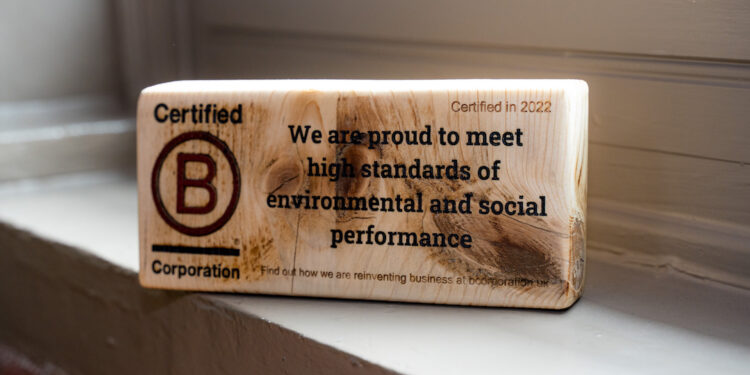 Certified
B
®
Corporation
Certified in 2022
We are proud to meet
high standards of
environmental and social
performance
Find out how we are reinventing business at bcorporation.uk